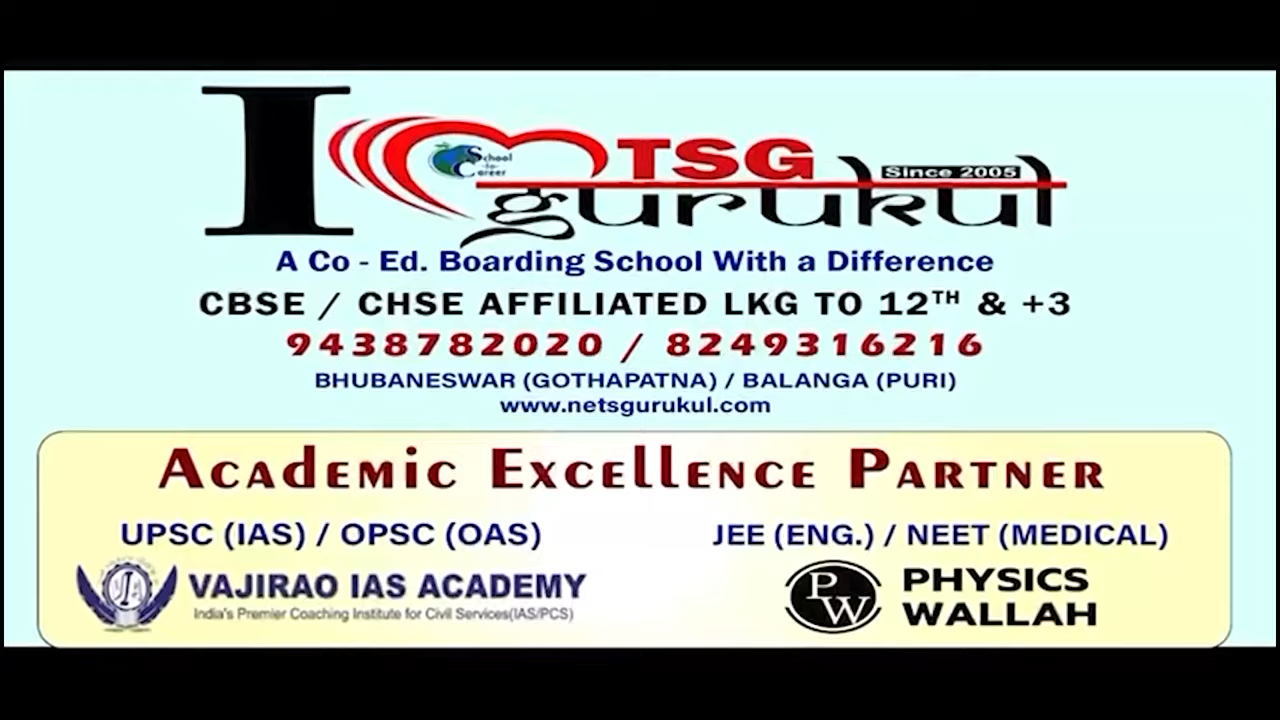 I TSG
School
-to-
Career
gurukul
Since 2005
A Co - Ed. Boarding School With a Difference
CBSE / CHSE AFFILIATED LKG TO 12TH & +3
9438782020 / 8249316216
BHUBANESWAR (GOTHAPATNA) / BALANGA (PURI)
www.netsgurukul.com
Academic Excellence Partner
UPSC (IAS) / OPSC (OAS)
JEE (ENG.) / NEET (MEDICAL)
VAJIRAO IAS ACADEMY
India's Premier Coaching Institute for Civil Services(IAS/PCS)
PW
PHYSICS
WALLAH